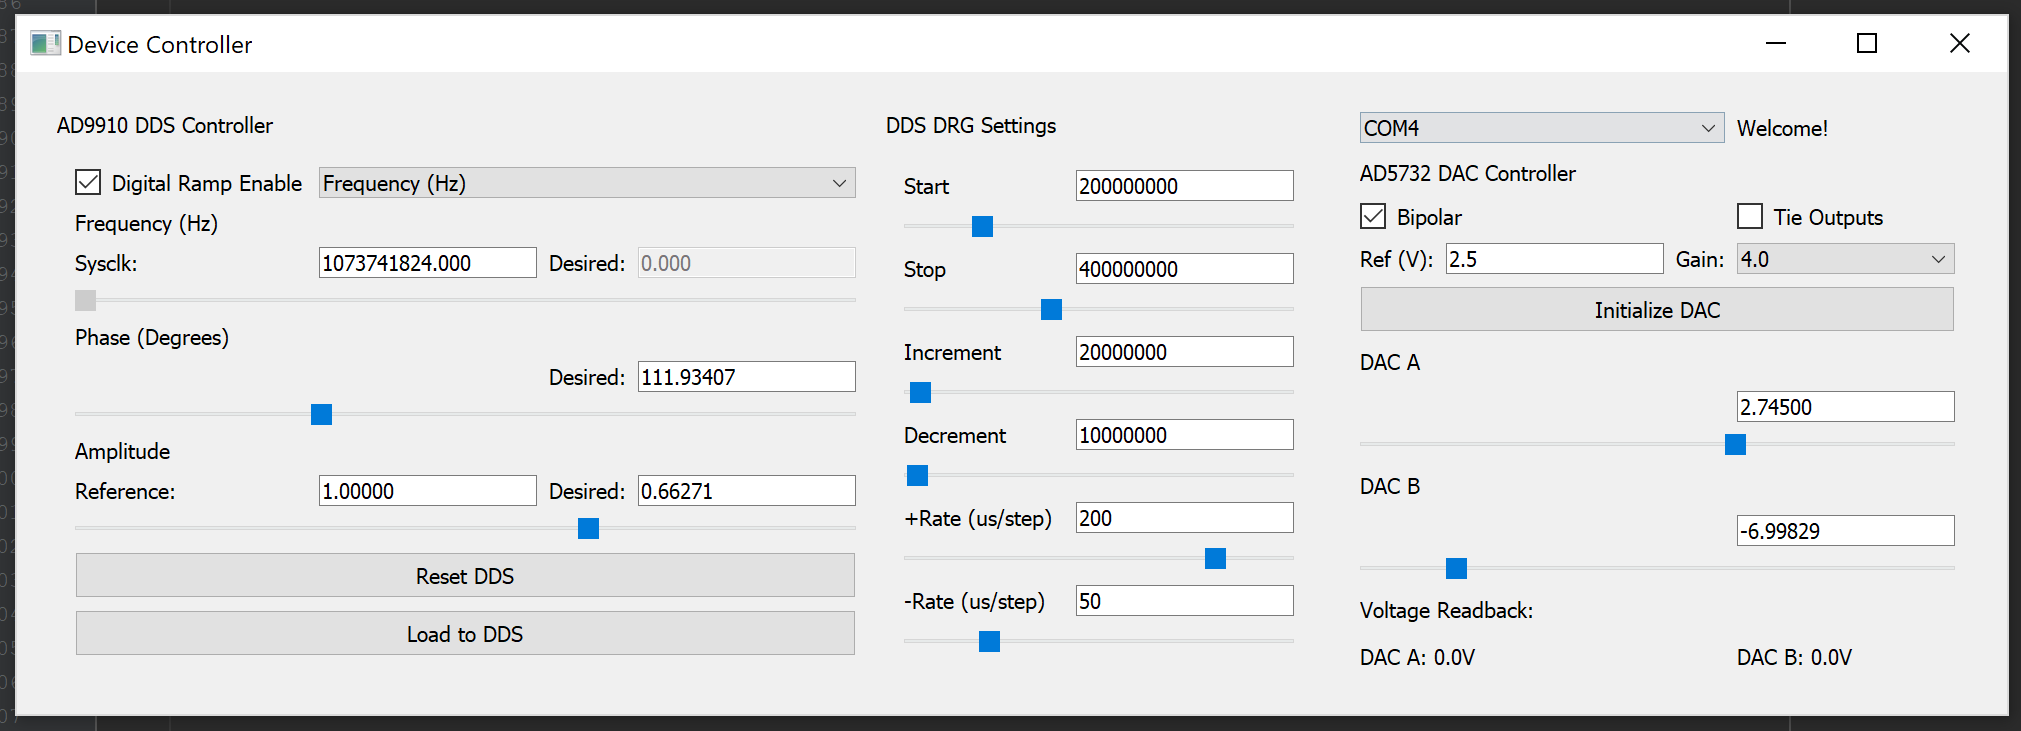 Device Controller
AD9910 DDS Controller
Digital Ramp Enable Frequency (Hz)
Frequency (Hz)
Sysclk: 1073741824.000 Desired: 0.000
Phase (Degrees)
Desired: 111.93407
Amplitude
Reference: 1.00000 Desired: 0.66271
Reset DDS
Load to DDS
DDS DRG Settings
Start 200000000
Stop 400000000
Increment 20000000
Decrement 10000000
+Rate (us/step) 200
-Rate (us/step) 50
COM4 Welcome!
AD5732 DAC Controller
Bipolar Tie Outputs
Ref (V): 2.5 Gain: 4.0
Initialize DAC
DAC A
2.74500
DAC B
-6.99829
Voltage Readback:
DAC A: 0.0V DAC B: 0.0V